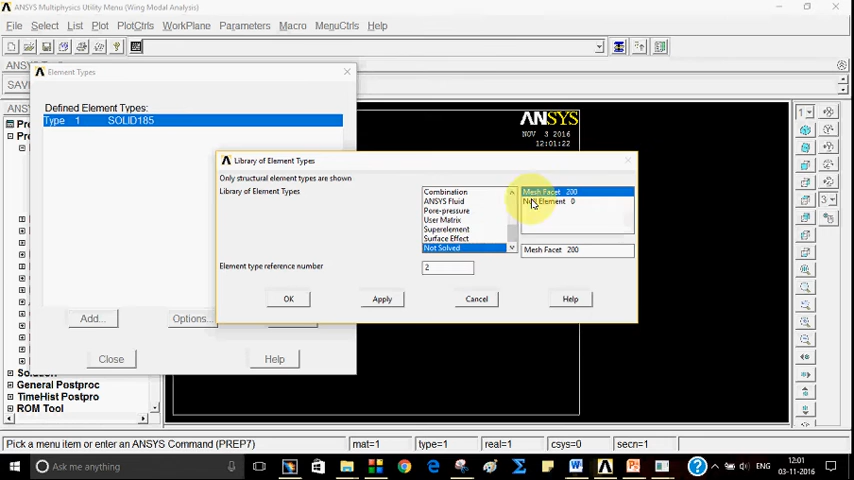 ANSYS Multiphysics Utility Menu (Wing Modal Analysis)
File Select List Plot PlotCtrls WorkPlane Parameters Macro MenuCtrls Help
Element Types
Defined Element Types:
Type 1 SOLID185
ANSYS
NOV 3 2016
12:01:22
Library of Element Types
Only structural element types are shown
Library of Element Types
Combination
ANSYS Fluid
Pore-pressure
User Matrix
Superelement
Surface Effect
Not Solved
Mesh Facet 200
Element 0
Mesh Facet 200
Element type reference number
2
OK Apply Cancel Help
Add... Options...
Close Help
General Postproc
TimeHist Postpro
ROM Tool
1
3
Pick a menu item or enter an ANSYS Command (PREP7)
mat=1 type=1 real=1 csys=0 secn=1
Ask me anything
ENG
12:01
03-11-2016